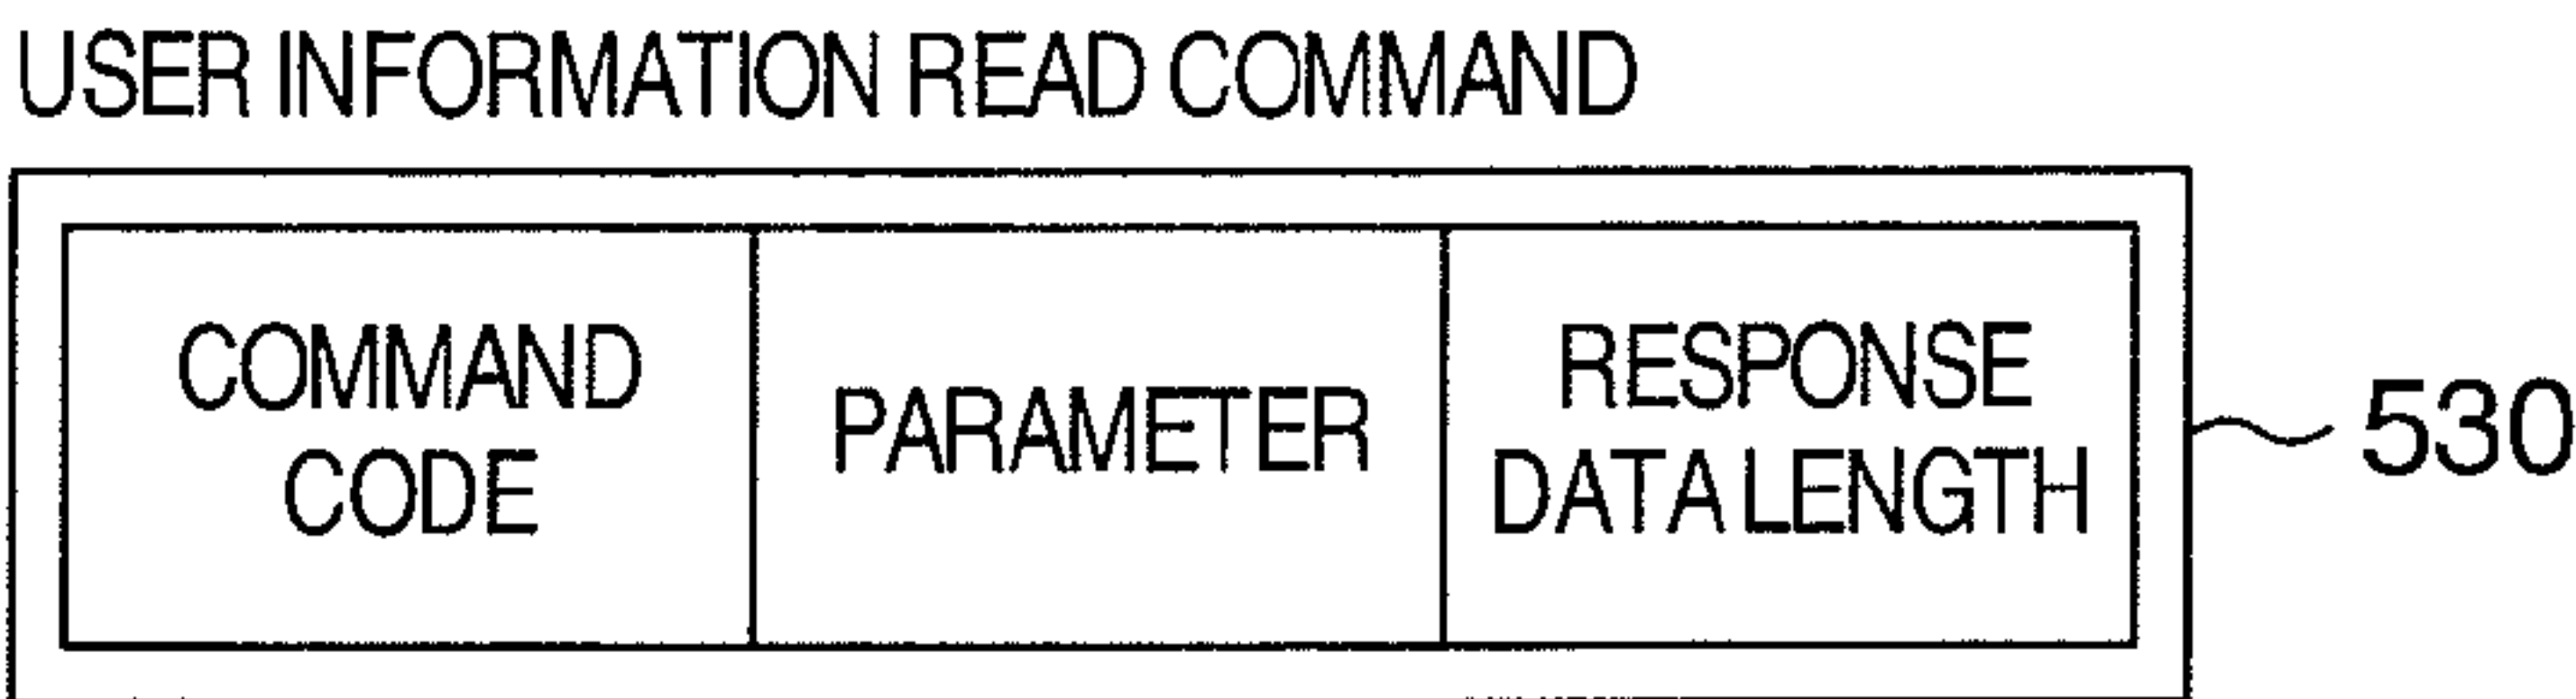 USER INFORMATION READ COMMAND
COMMAND
CODE
PARAMETER
RESPONSE
DATA LENGTH
530